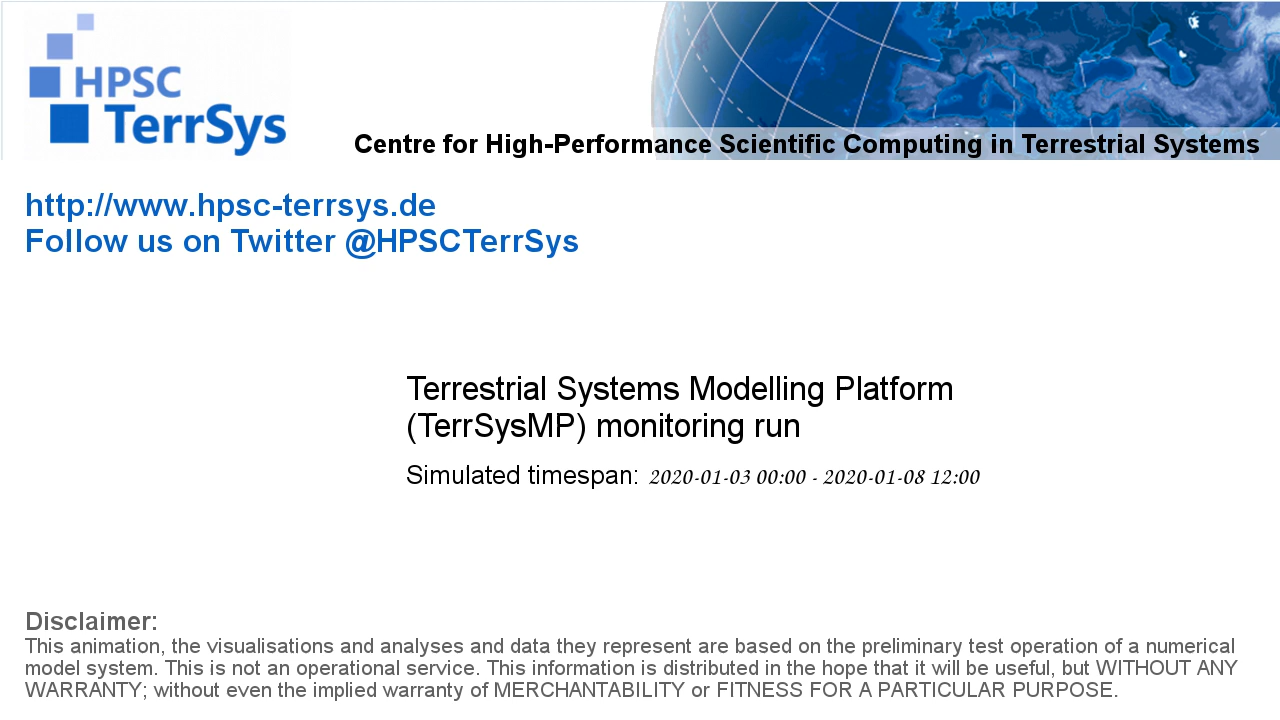 HPSC
TerrSys
Centre for High-Performance Scientific Computing in Terrestrial Systems
http://www.hpsc-terrsys.de
Follow us on Twitter @HPSCTerrSys
Terrestrial Systems Modelling Platform
(TerrSysMP) monitoring run
Simulated timespan: 2020-01-03 00:00 - 2020-01-08 12:00
Disclaimer:
This animation, the visualisations and analyses and data they represent are based on the preliminary test operation of a numerical
model system. This is not an operational service. This information is distributed in the hope that it will be useful, but WITHOUT ANY
WARRANTY; without even the implied warranty of MERCHANTABILITY or FITNESS FOR A PARTICULAR PURPOSE.